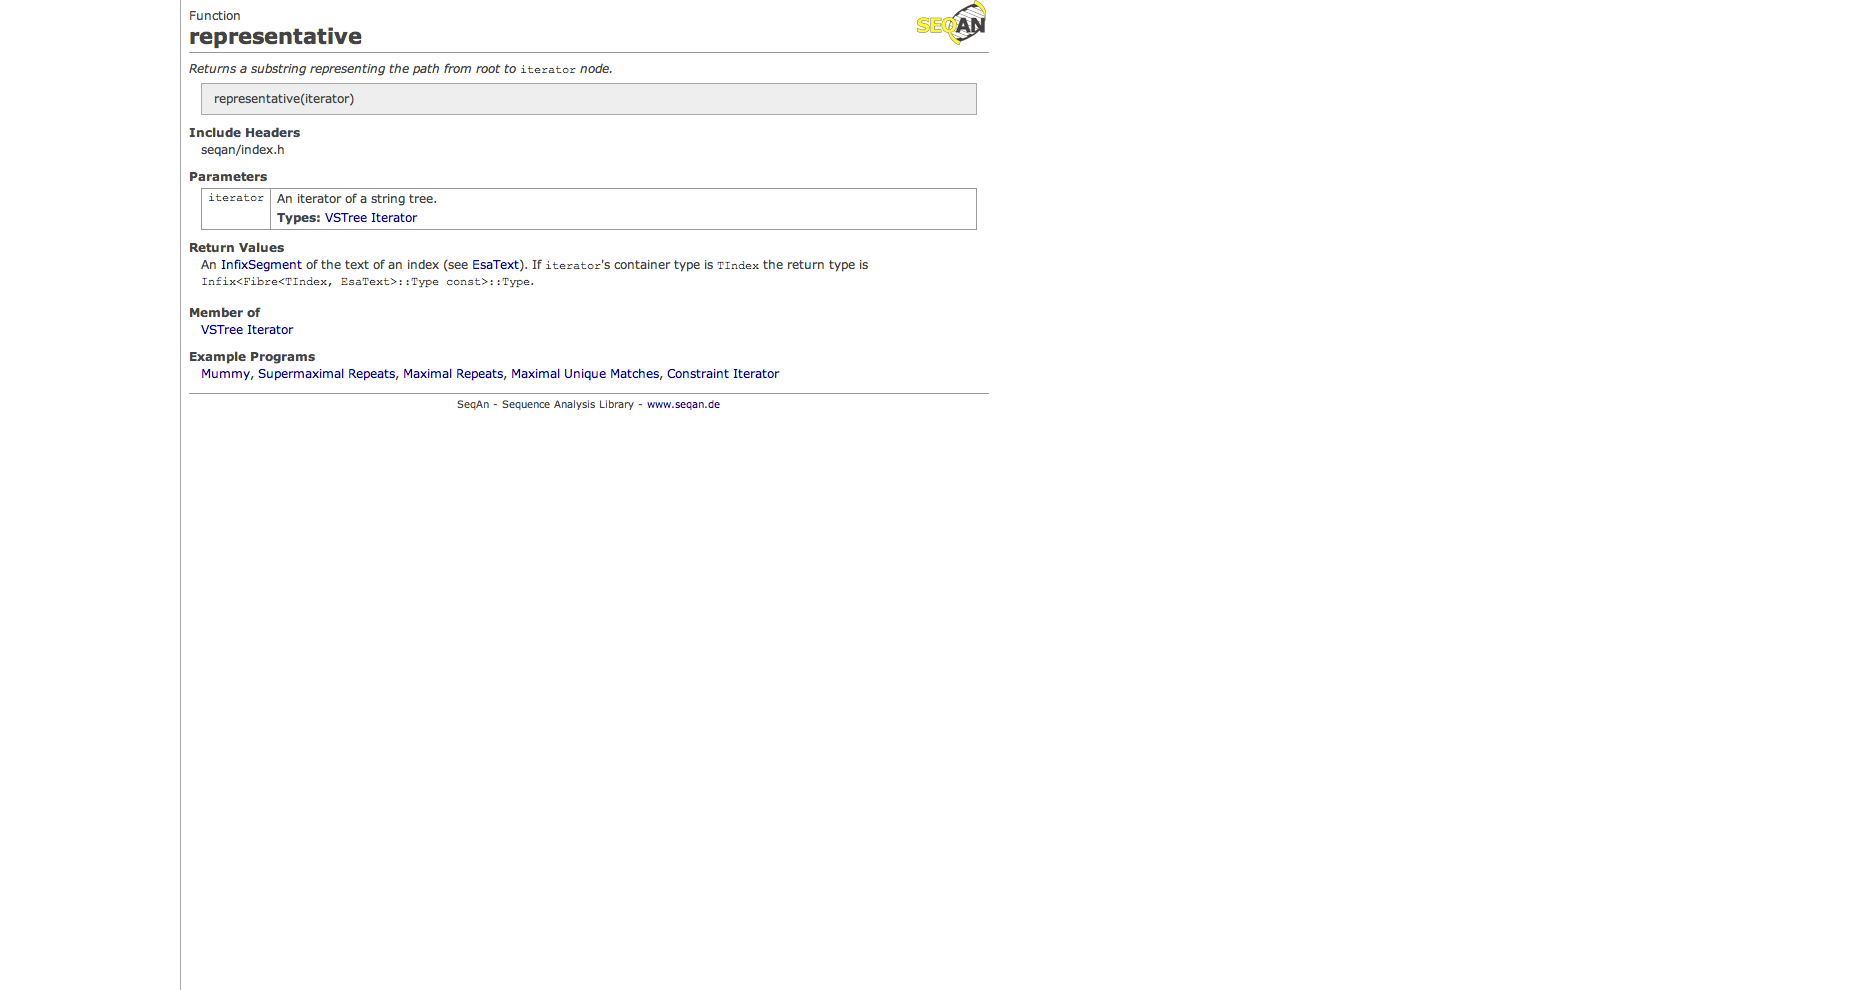 Function
SEQAN
representative
Returns a substring representing the path from root to iterator node.
representative(iterator)
Include Headers
seqan/index.h
Parameters
iterator An iterator of a string tree.
Types: VSTree Iterator
Return Values
An InfixSegment of the text of an index (see EsaText). If iterator's container type is TIndex the return type is
Infix<Fibre<TIndex, EsaText>::Type const>::Type.
Member of
VSTree Iterator
Example Programs
Mummy, Supermaximal Repeats, Maximal Repeats, Maximal Unique Matches, Constraint Iterator
SeqAn - Sequence Analysis Library - www.seqan.de